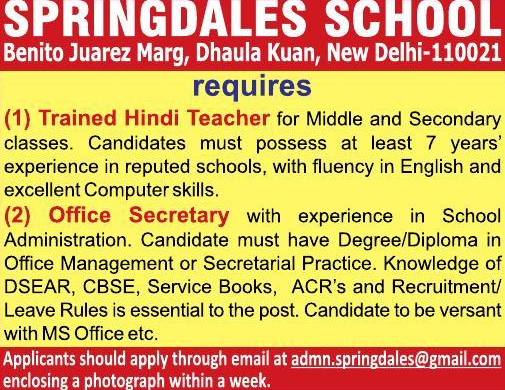 SPRINGDALES SCHOOL
Benito Juarez Marg, Dhaula Kuan, New Delhi-110021
requires
(1) Trained Hindi Teacher for Middle and Secondary
classes. Candidates must possess at least 7 years’
experience in reputed schools, with fluency in English and
excellent Computer skills.
(2) Office Secretary with experience in School
Administration. Candidate must have Degree/Diploma in
Office Management or Secretarial Practice. Knowledge of
DSEAR, CBSE, Service Books, ACR’s and Recruitment/
Leave Rules is essential to the post. Candidate to be versant
with MS Office etc.
Applicants should apply through email at admn.springdales@gmail.com
enclosing a photograph within a week.